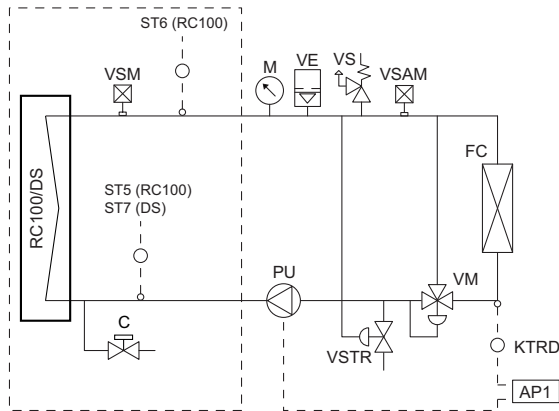 ST6 (RC100)
VSM
M
VE
VS
VSAM
FC
RC100/DS
ST5 (RC100)
ST7 (DS)
PU
VM
C
VSTR
KTRD
AP1